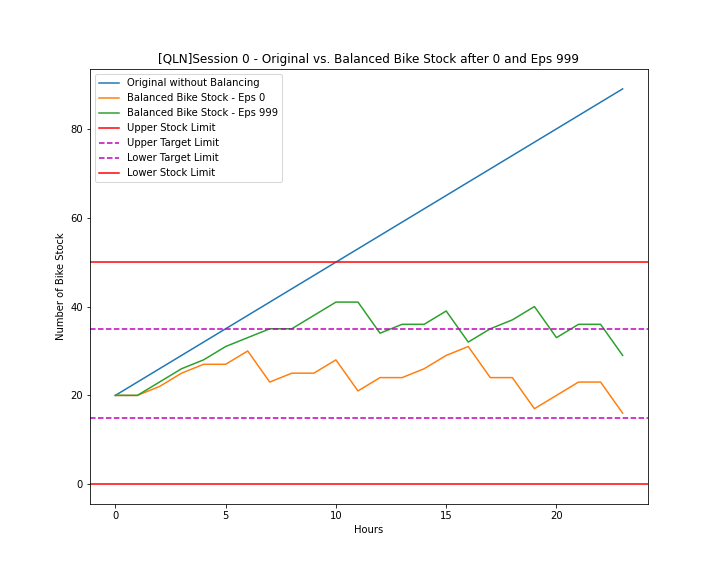 [QLN]Session 0 - Original vs. Balanced Bike Stock after 0 and Eps 999
Original without Balancing
Balanced Bike Stock - Eps 0
Balanced Bike Stock - Eps 999
Upper Stock Limit
Upper Target Limit
Lower Target Limit
Lower Stock Limit
Number of Bike Stock
80
60
40
20
0
0 5 10 15 20
Hours